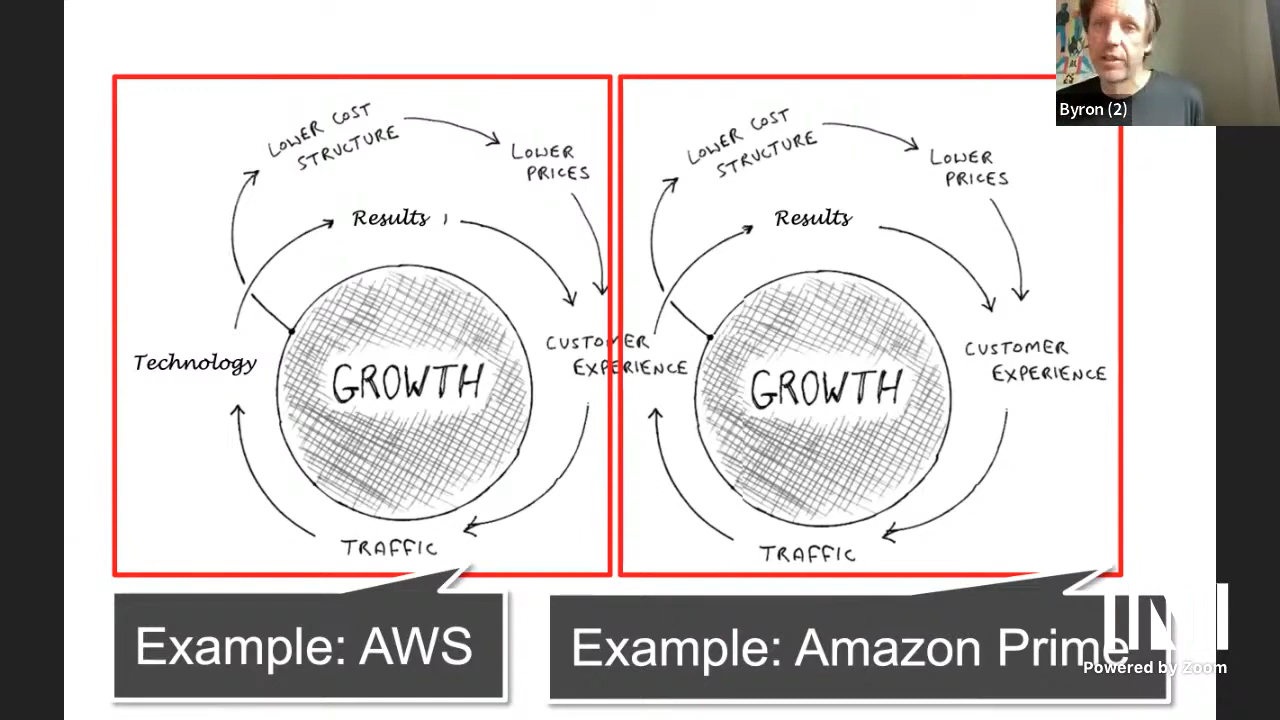 Byron (2)
LOWER COST
STRUCTURE
LOWER
PRICES
Results
Technology
GROWTH
CUSTOMER
EXPERIENCE
TRAFFIC
LOWER COST
STRUCTURE
LOWER
PRICES
Results
GROWTH
CUSTOMER
EXPERIENCE
TRAFFIC
Example: AWS
Example: Amazon Prime
Powered by Zoom